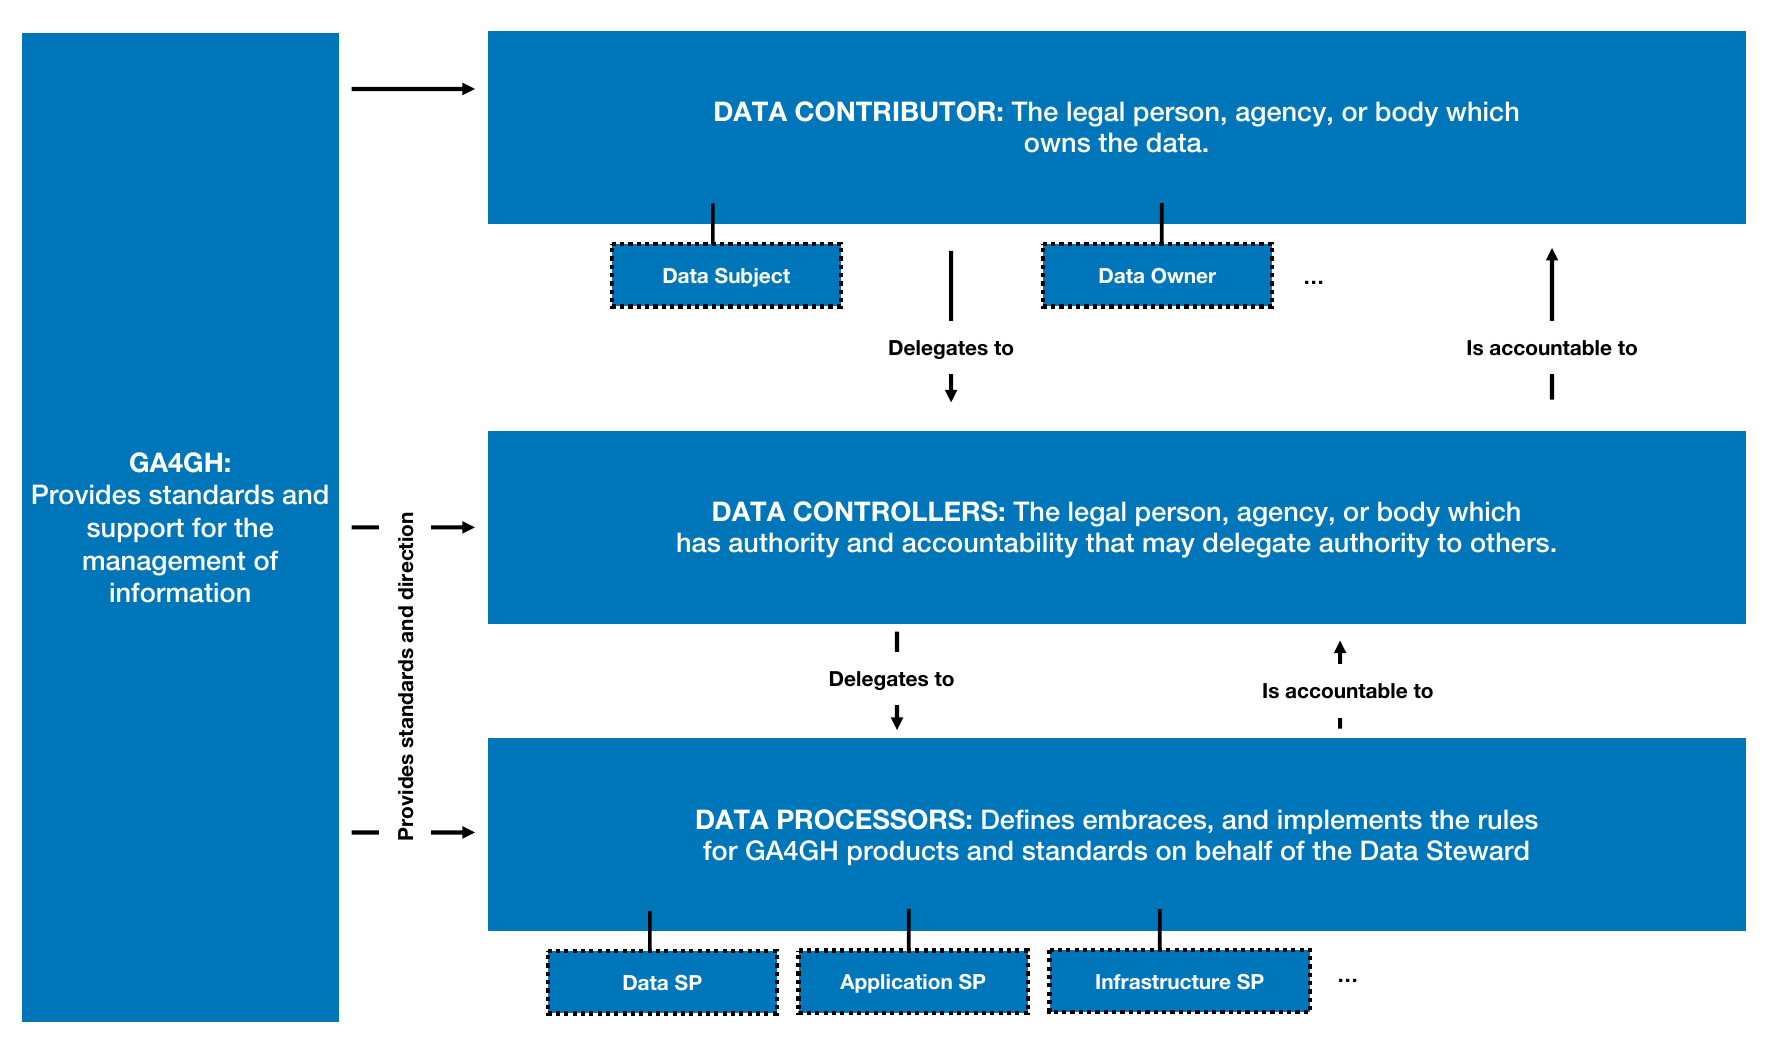 GA4GH:
Provides standards and
support for the
management of
information
Provides standards and direction
DATA CONTRIBUTOR: The legal person, agency, or body which
owns the data.
Data Subject
Data Owner
...
Delegates to
Is accountable to
DATA CONTROLLERS: The legal person, agency, or body which
has authority and accountability that may delegate authority to others.
Delegates to
Is accountable to
DATA PROCESSORS: Defines embraces, and implements the rules
for GA4GH products and standards on behalf of the Data Steward
Data SP
Application SP
Infrastructure SP
...